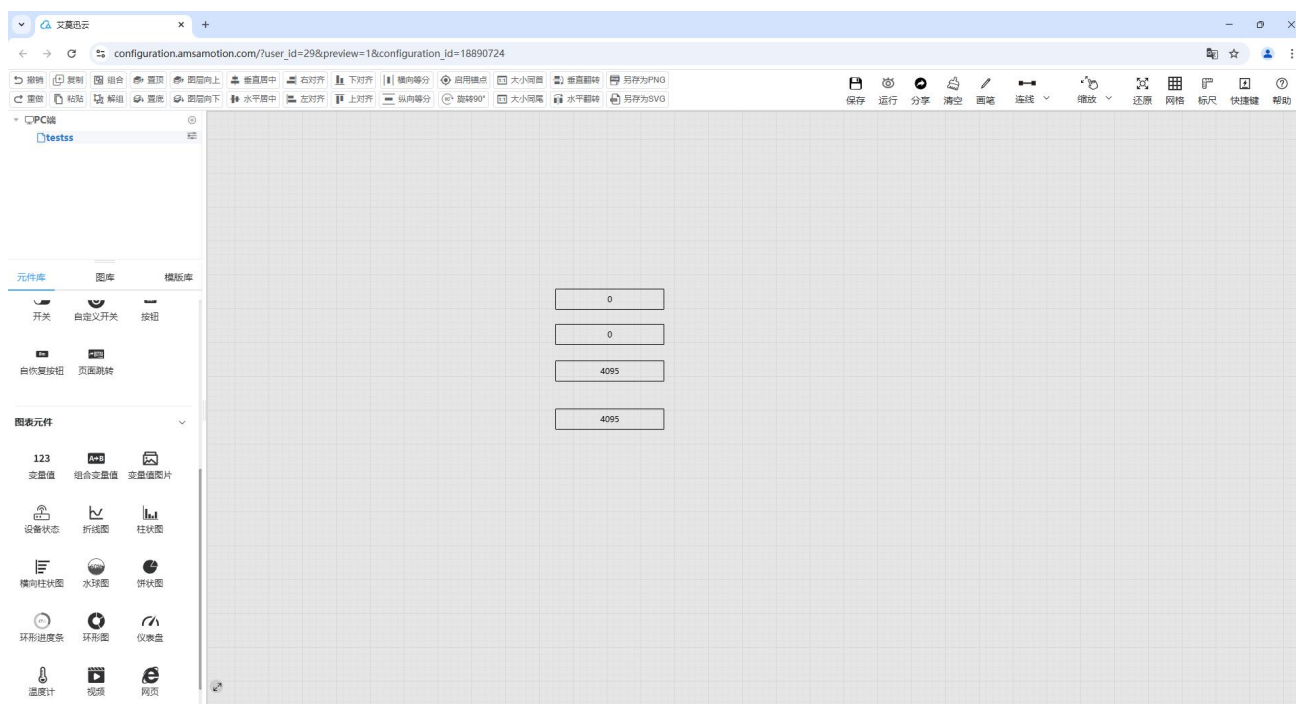 艾莫迅云
configuration.amsamotion.com/?user_id=29&preview=1&configuration_id=18890724
撤销 复制 组合 置顶 图层向上 垂直居中 右对齐 下对齐 横向等分 启用锚点 大小同首 垂直翻转 另存为PNG
重做 粘贴 解组 置底 图层向下 水平居中 左对齐 上对齐 纵向等分 旋转90° 大小同尾 水平翻转 另存为SVG
保存 运行 分享 清空 画笔 连线 缩放 还原 网格 标尺 快捷键 帮助
PC端
testss
元件库 图库 模版库
开关 自定义开关 按钮
自恢复按钮 页面跳转
图表元件
123 A+B
变量值 组合变量值 变量值图片
设备状态 折线图 柱状图
横向柱状图 水球图 饼状图
环形进度条 环形图 仪表盘
温度计 视频 网页
0
0
4095
4095